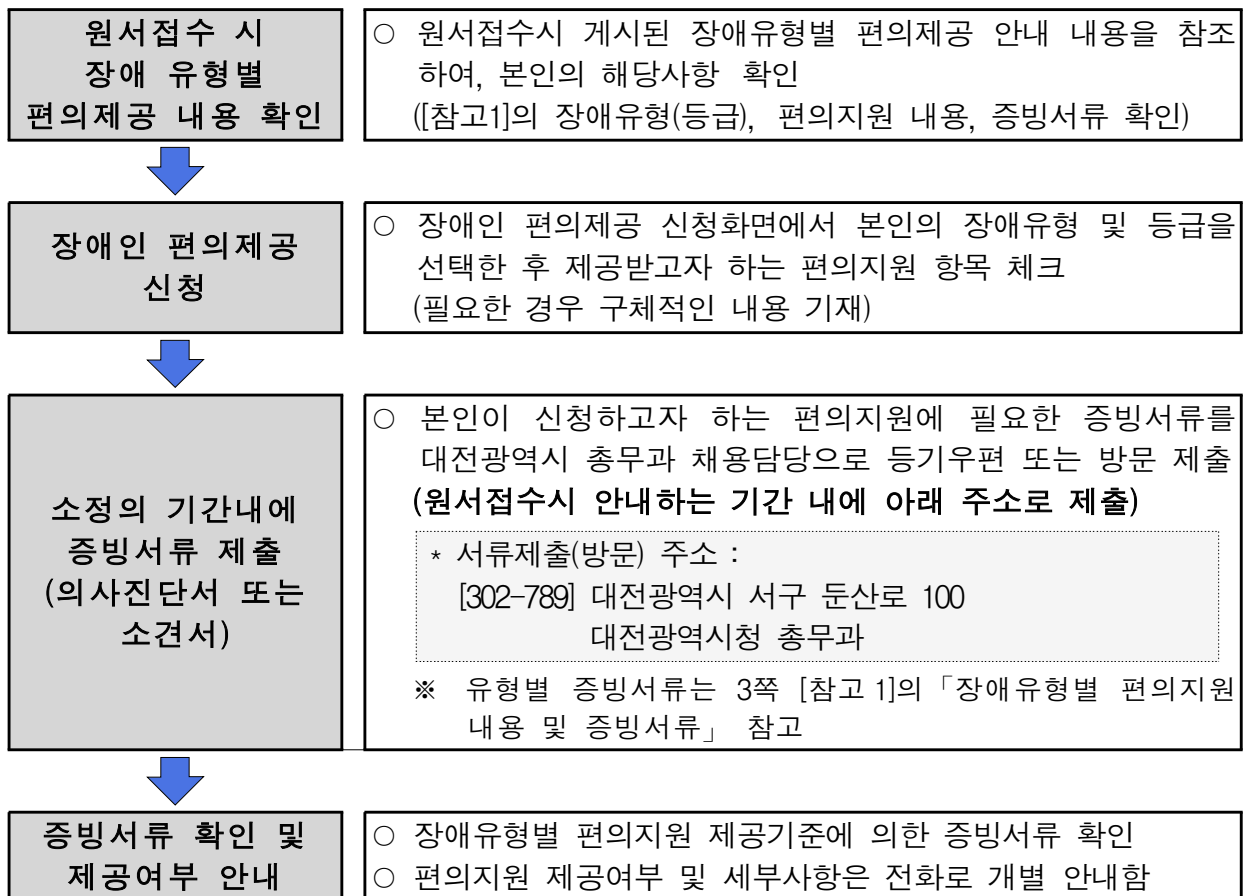 원서접수 시
장애 유형별
편의제공 내용 확인
○ 원서접수시 게시된 장애유형별 편의제공 안내 내용을 참조
하여, 본인의 해당사항 확인
([참고1]의 장애유형(등급), 편의지원 내용, 증빙서류 확인)
장애인 편의제공
신청
○ 장애인 편의제공 신청화면에서 본인의 장애유형 및 등급을
선택한 후 제공받고자 하는 편의지원 항목 체크
(필요한 경우 구체적인 내용 기재)
소정의 기간내에
증빙서류 제출
(의사진단서 또는
소견서)
○ 본인이 신청하고자 하는 편의지원에 필요한 증빙서류를
대전광역시 총무과 채용담당으로 등기우편 또는 방문 제출
(원서접수시 안내하는 기간 내에 아래 주소로 제출)
* 서류제출(방문) 주소 :
[302-789] 대전광역시 서구 둔산로 100
대전광역시청 총무과
※ 유형별 증빙서류는 3쪽 [참고 1]의「장애유형별 편의지원
내용 및 증빙서류」 참고
증빙서류 확인 및
제공여부 안내
○ 장애유형별 편의지원 제공기준에 의한 증빙서류 확인
○ 편의지원 제공여부 및 세부사항은 전화로 개별 안내함